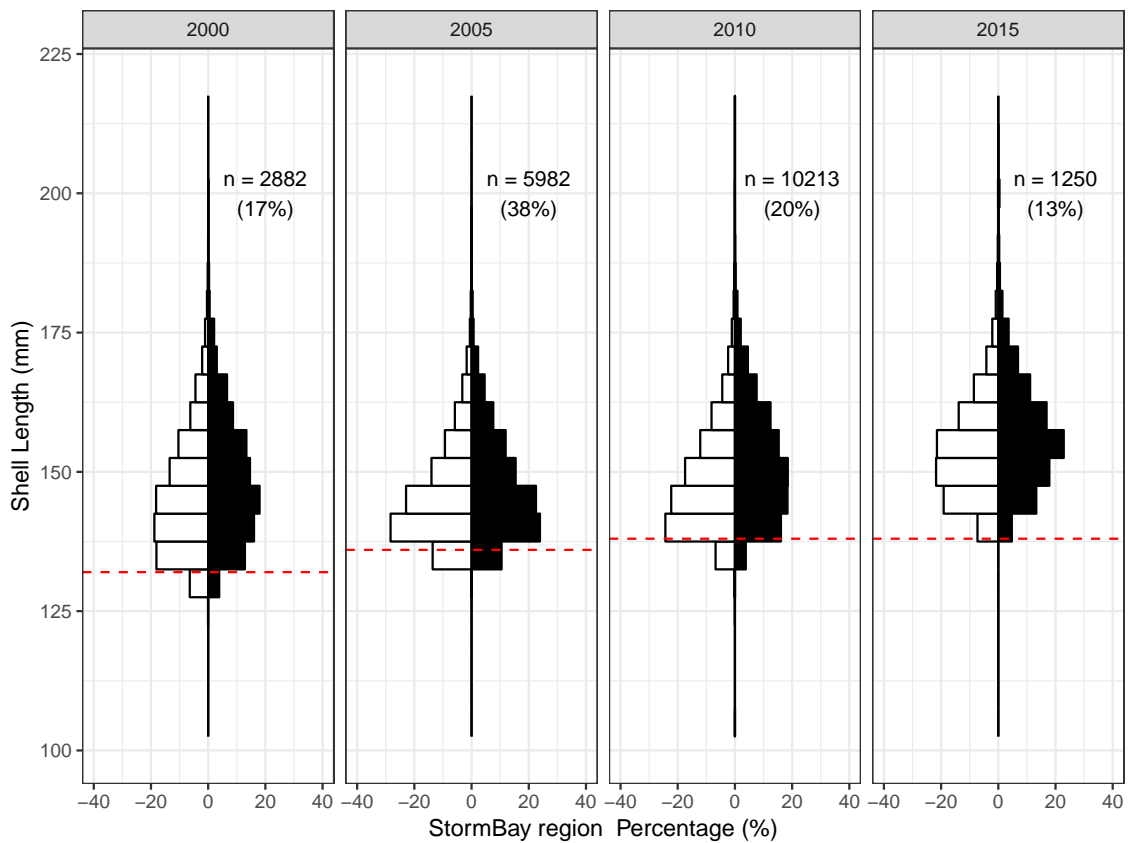 2000 2005 2010 2015
225
200
175
150
125
100
Shell Length (mm)
n = 2882
(17%)
n = 5982
(38%)
n = 10213
(20%)
n = 1250
(13%)
−40 −20 0 20 40 −40 −20 0 20 40 −40 −20 0 20 40 −40 −20 0 20 40
StormBay region Percentage (%)